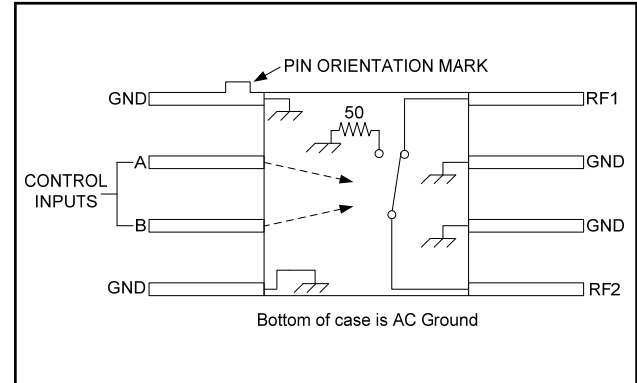 PIN ORIENTATION MARK
GND
RF1
50
A
GND
CONTROL
INPUTS
B
GND
GND
RF2
Bottom of case is AC Ground